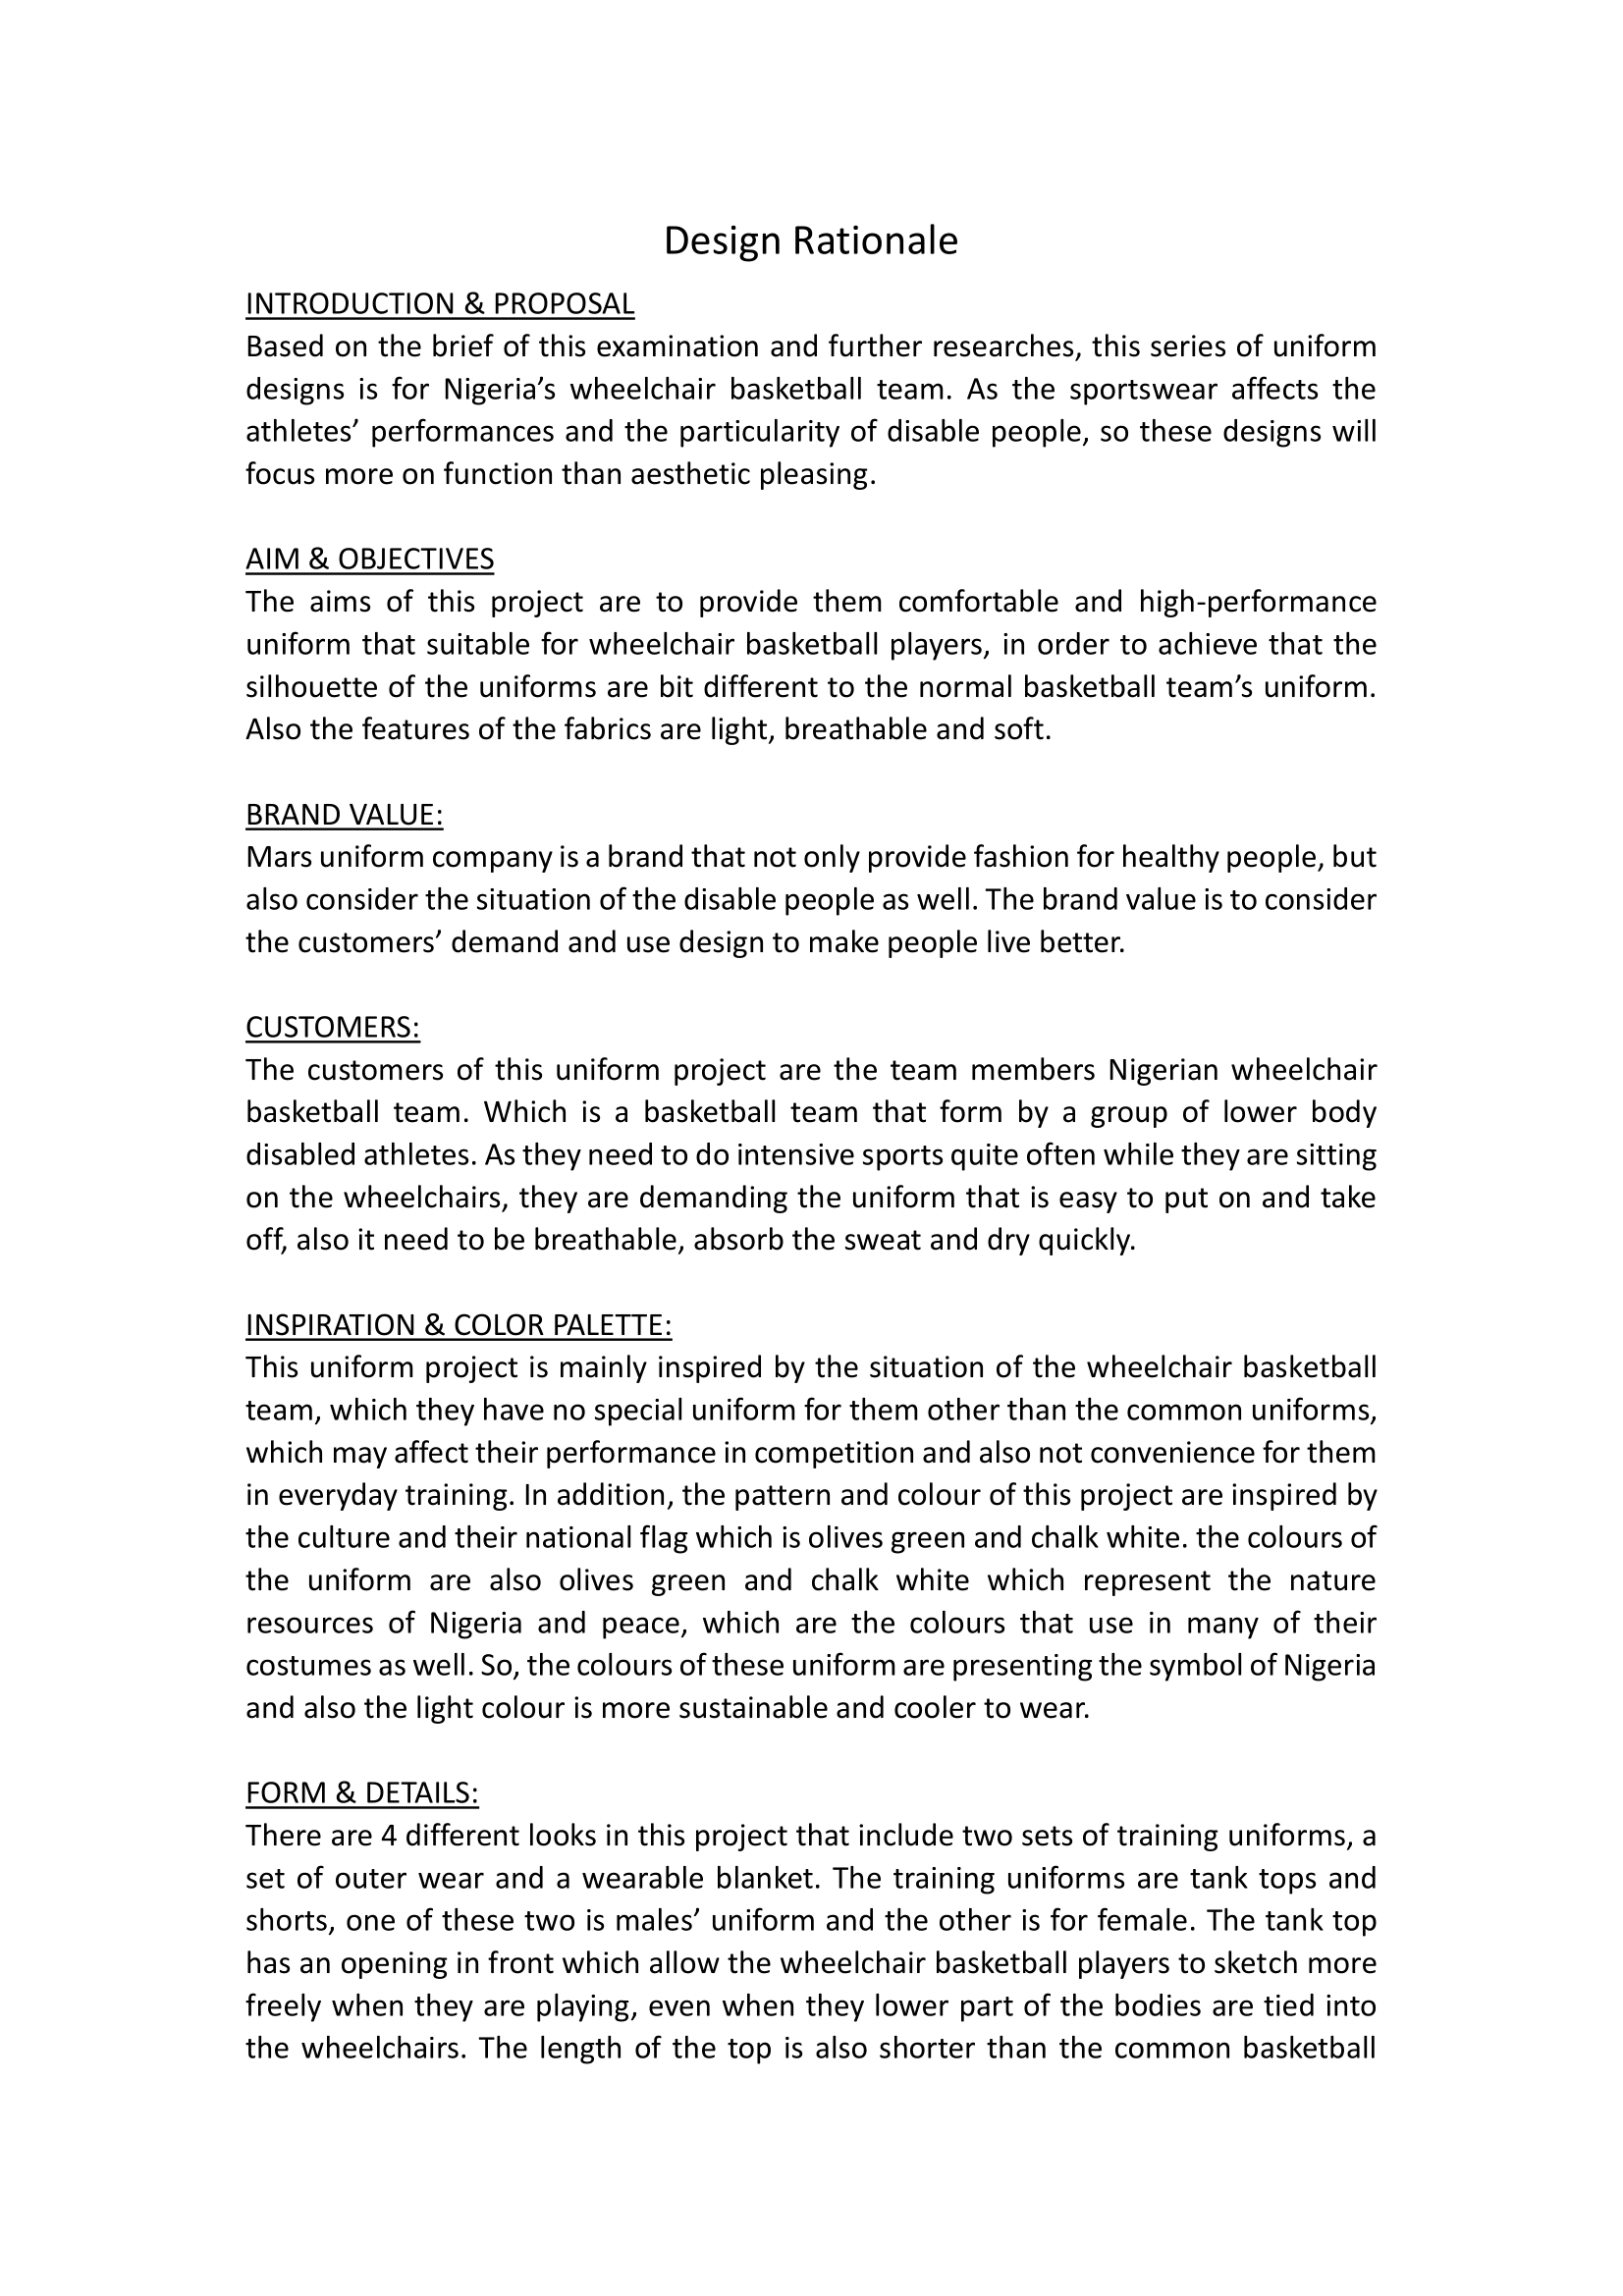 Design Rationale
INTRODUCTION & PROPOSAL
Based on the brief of this examination and further researches, this series of uniform
designs is for Nigeria’s wheelchair basketball team. As the sportswear affects the
athletes’ performances and the particularity of disable people, so these designs will
focus more on function than aesthetic pleasing.
AIM & OBJECTIVES
The aims of this project are to provide them comfortable and high-performance
uniform that suitable for wheelchair basketball players, in order to achieve that the
silhouette of the uniforms are bit different to the normal basketball team’s uniform.
Also the features of the fabrics are light, breathable and soft.
BRAND VALUE:
Mars uniform company is a brand that not only provide fashion for healthy people, but
also consider the situation of the disable people as well. The brand value is to consider
the customers’ demand and use design to make people live better.
CUSTOMERS:
The customers of this uniform project are the team members Nigerian wheelchair
basketball team. Which is a basketball team that form by a group of lower body
disabled athletes. As they need to do intensive sports quite often while they are sitting
on the wheelchairs, they are demanding the uniform that is easy to put on and take
off, also it need to be breathable, absorb the sweat and dry quickly.
INSPIRATION & COLOR PALETTE:
This uniform project is mainly inspired by the situation of the wheelchair basketball
team, which they have no special uniform for them other than the common uniforms,
which may affect their performance in competition and also not convenience for them
in everyday training. In addition, the pattern and colour of this project are inspired by
the culture and their national flag which is olives green and chalk white. the colours of
the uniform are also olives green and chalk white which represent the nature
resources of Nigeria and peace, which are the colours that use in many of their
costumes as well. So, the colours of these uniform are presenting the symbol of Nigeria
and also the light colour is more sustainable and cooler to wear.
FORM & DETAILS:
There are 4 different looks in this project that include two sets of training uniforms, a
set of outer wear and a wearable blanket. The training uniforms are tank tops and
shorts, one of these two is males’ uniform and the other is for female. The tank top
has an opening in front which allow the wheelchair basketball players to sketch more
freely when they are playing, even when they lower part of the bodies are tied into
the wheelchairs. The length of the top is also shorter than the common basketball